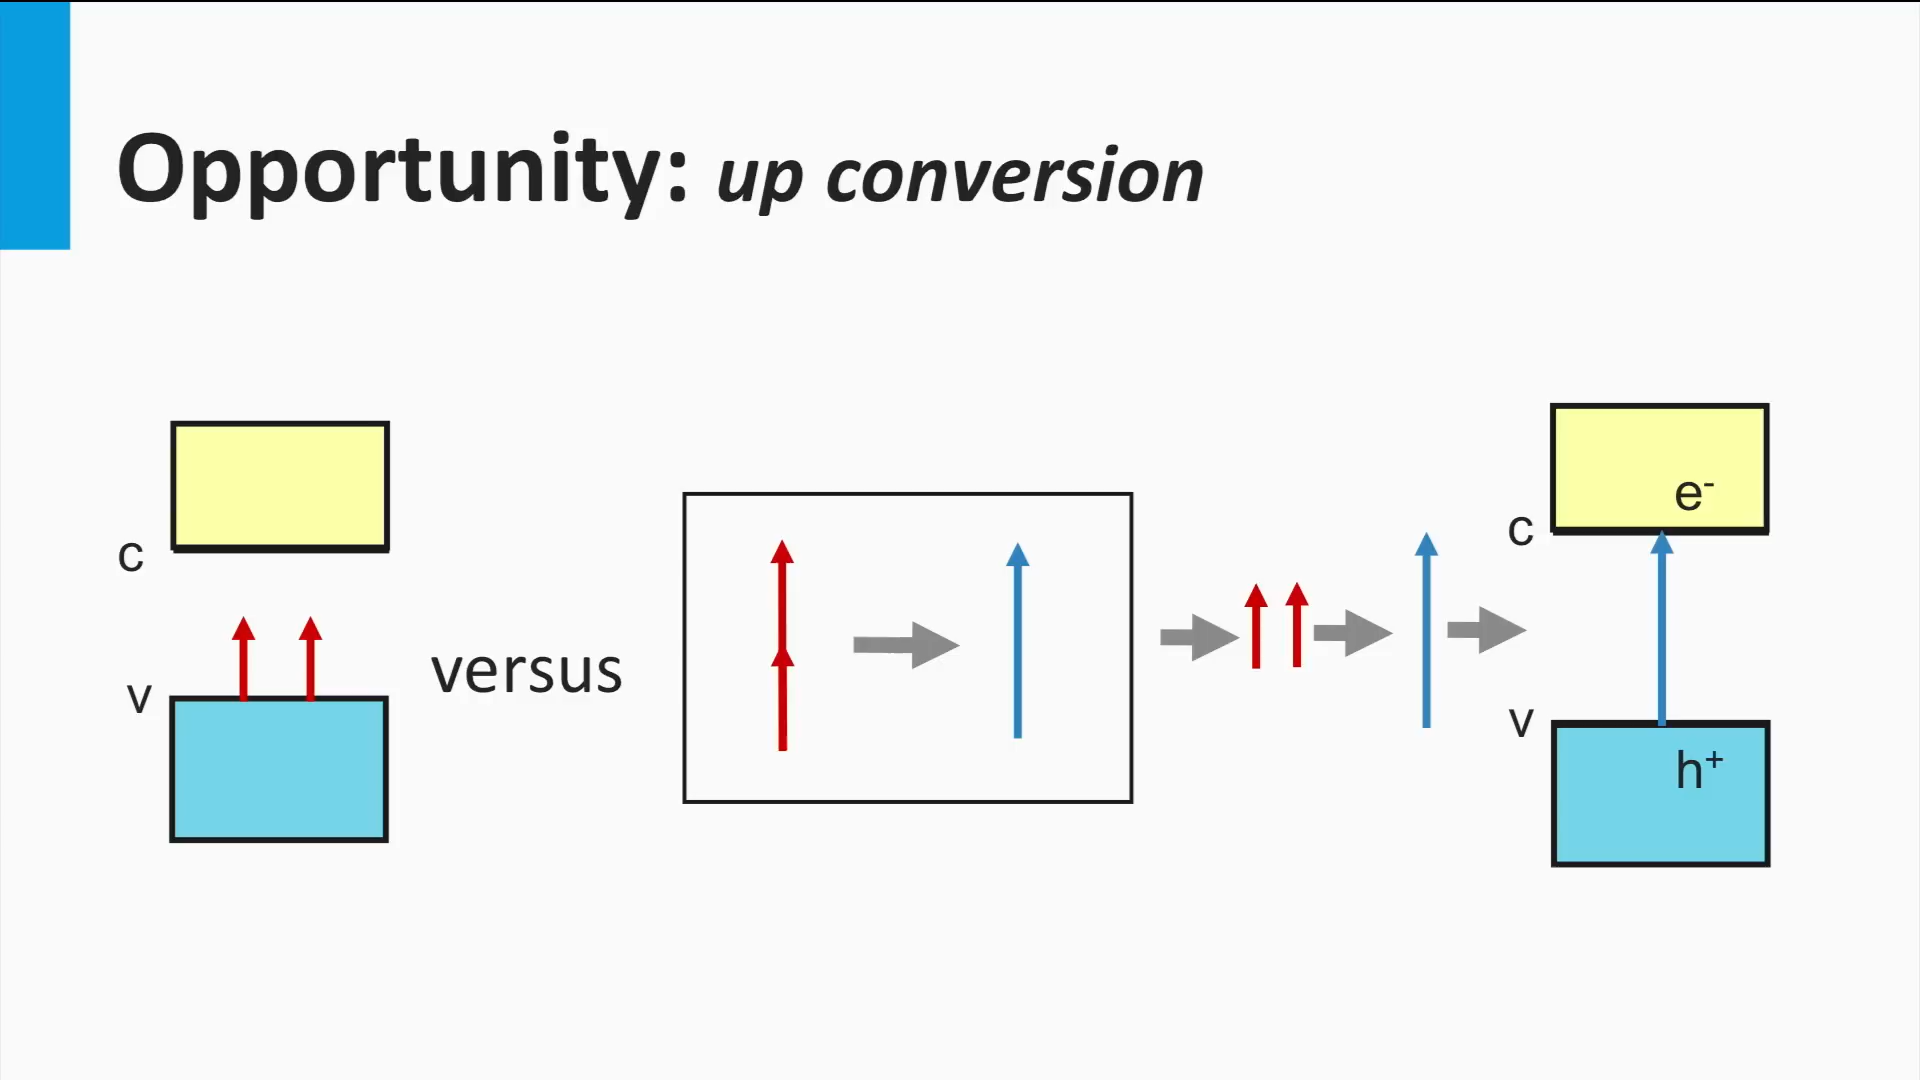 Opportunity: up conversion
c
v
versus
c
e⁻
v
h⁺